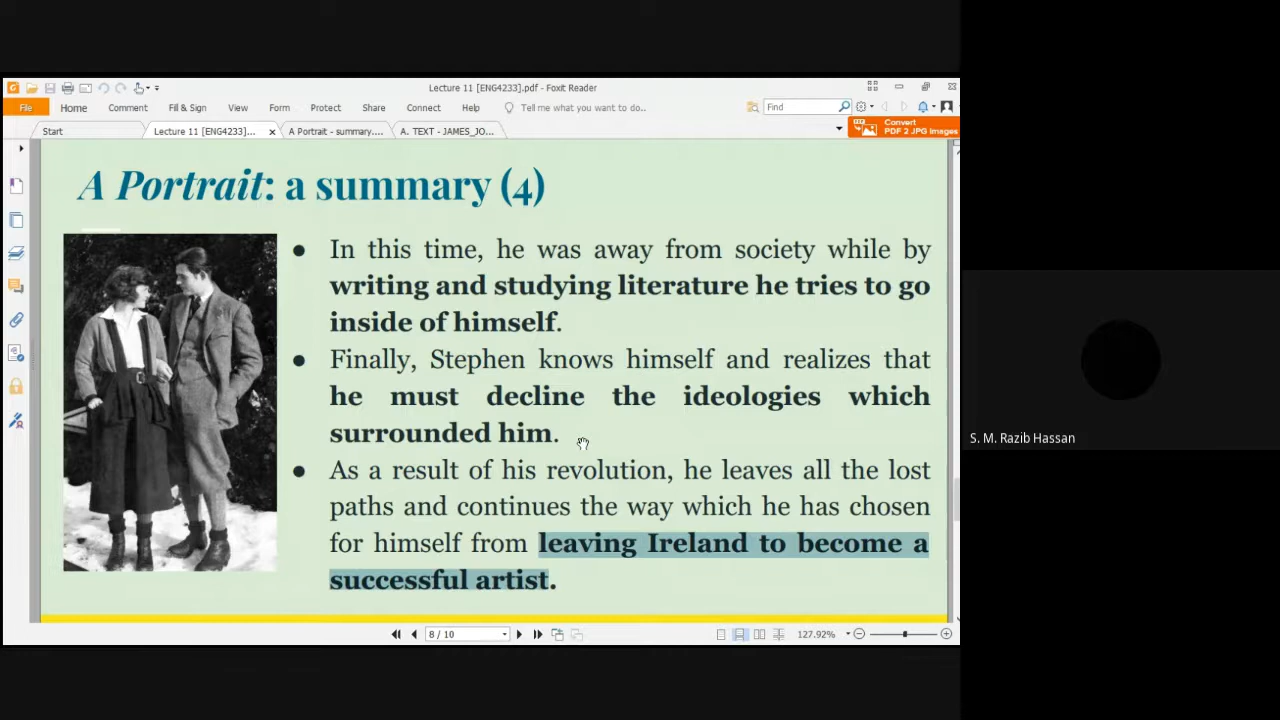 Lecture 11 [ENG4233].pdf - Foxit Reader
File Home Comment Fill & Sign View Form Protect Share Connect Help Tell me what you want to do.. Find
Convert
PDF 2 JPG Images
Start Lecture 11 [ENG4233]... A Portrait - summary.... A. TEXT - JAMES_JO...
A Portrait: a summary (4)
● In this time, he was away from society while by
writing and studying literature he tries to go
inside of himself.
● Finally, Stephen knows himself and realizes that
he must decline the ideologies which
surrounded him.
● As a result of his revolution, he leaves all the lost
paths and continues the way which he has chosen
for himself from leaving Ireland to become a
successful artist.
8 / 10
127.92%
S. M. Razib Hassan